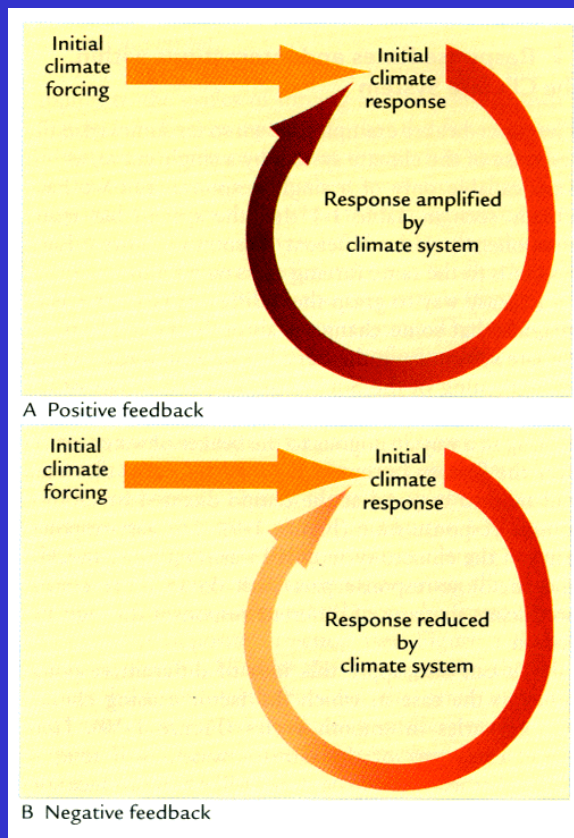 Initial
climate
forcing
Initial
climate
response
Response amplified
by
climate system
A Positive feedback
Initial
climate
forcing
Initial
climate
response
Response reduced
by
climate system
B Negative feedback